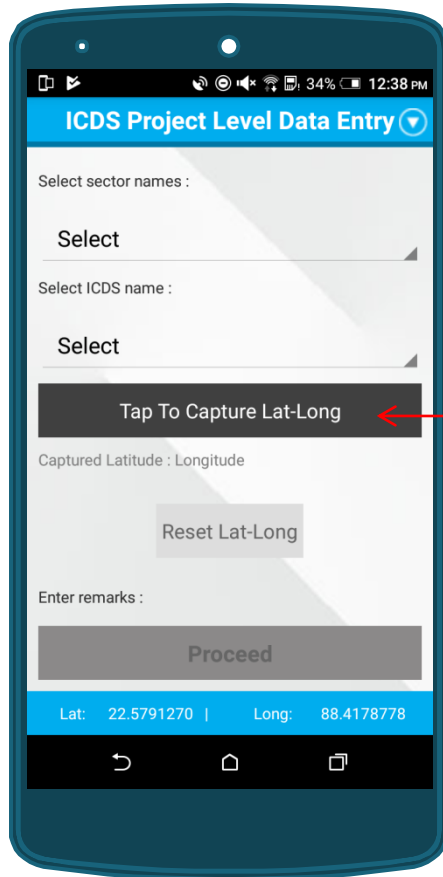 34% 12:38 PM
ICDS Project Level Data Entry
Select sector names :
Select
Select ICDS name :
Select
Tap To Capture Lat-Long
Captured Latitude : Longitude
Reset Lat-Long
Enter remarks :
Proceed
Lat: 22.5791270 | Long: 88.4178778